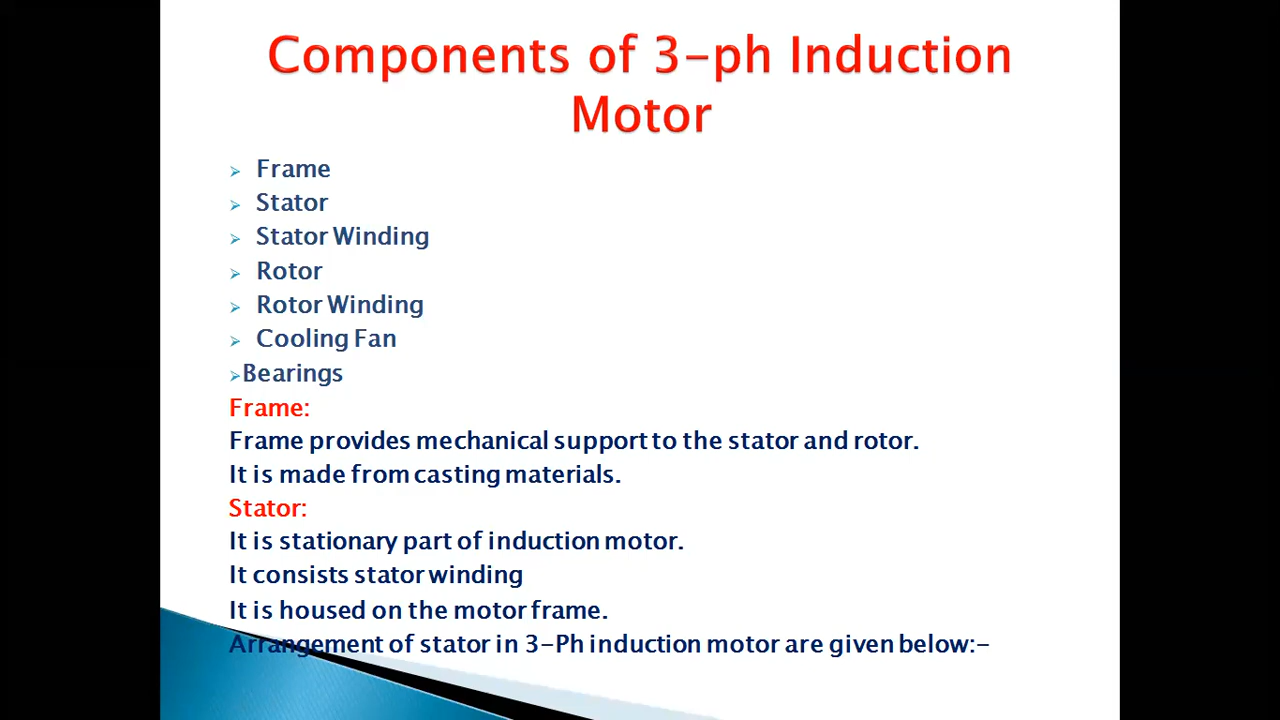 Components of 3-ph Induction
Motor
➢ Frame
➢ Stator
➢ Stator Winding
➢ Rotor
➢ Rotor Winding
➢ Cooling Fan
➢Bearings
Frame:
Frame provides mechanical support to the stator and rotor.
It is made from casting materials.
Stator:
It is stationary part of induction motor.
It consists stator winding
It is housed on the motor frame.
Arrangement of stator in 3-Ph induction motor are given below:-